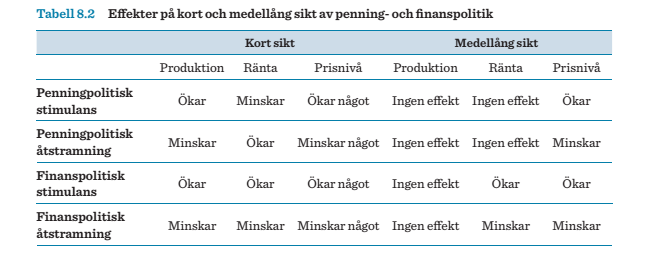 Tabell 8.2 Effekter på kort och medellång sikt av penning- och finanspolitik
Kort sikt Medellång sikt
Produktion Ränta Prisnivå Produktion Ränta Prisnivå
Penningpolitisk
stimulans Ökar Minskar Ökar något Ingen effekt Ingen effekt Ökar
Penningpolitisk
åtstramning Minskar Ökar Minskar något Ingen effekt Ingen effekt Minskar
Finanspolitisk
stimulans Ökar Ökar Ökar något Ingen effekt Ökar Ökar
Finanspolitisk
åtstramning Minskar Minskar Minskar något Ingen effekt Minskar Minskar